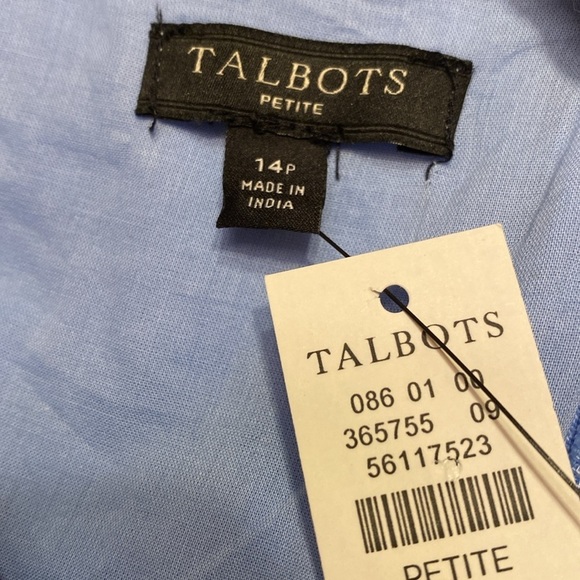 TALBOTS
PETITE
14P
MADE IN
INDIA
TALBOTS
086 01 00
365755 09
56117523
PETITE